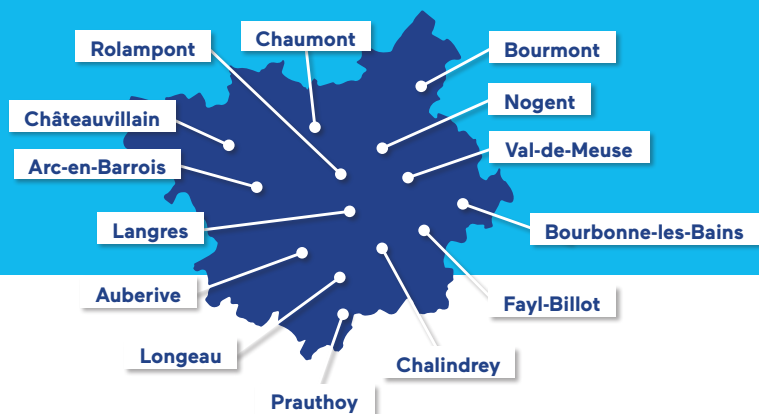 Chaumont
Rolampont
Bourmont
Nogent
Châteauvillain
Val-de-Meuse
Arc-en-Barrois
Langres
Bourbonne-les-Bains
Auberive
Fayl-Billot
Longeau
Chalindrey
Prauthoy